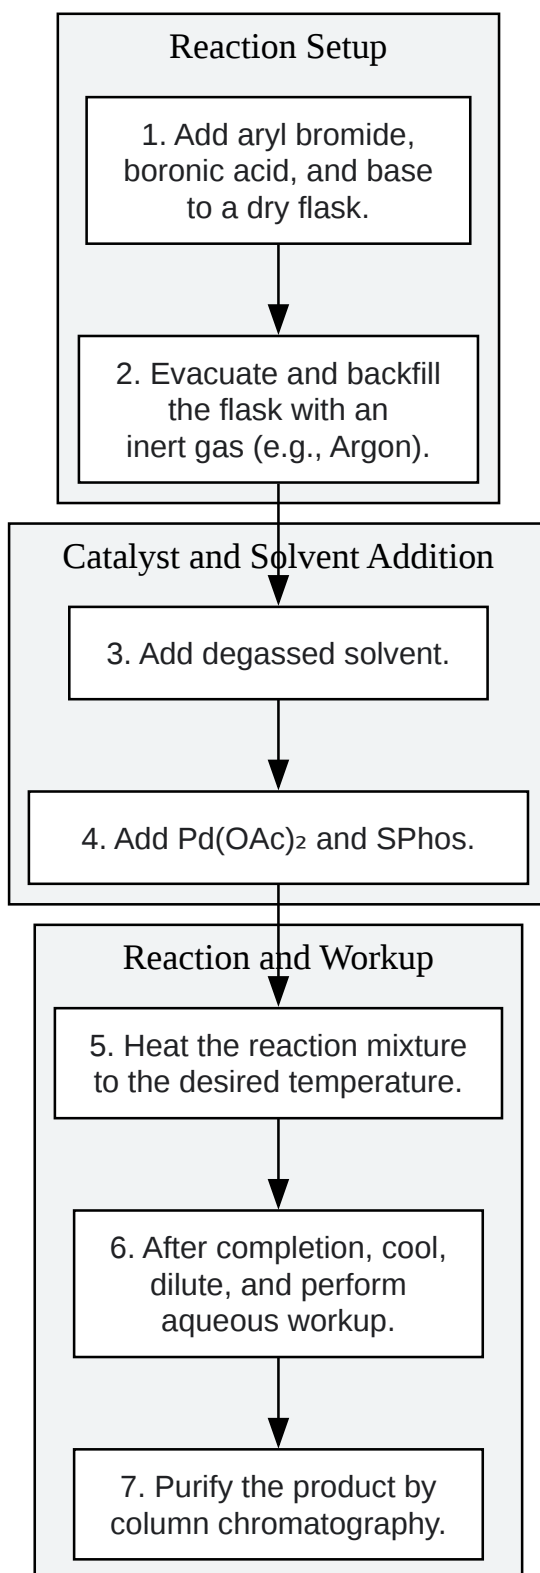 Reaction Setup
1. Add aryl bromide,
boronic acid, and base
to a dry flask.
2. Evacuate and backfill
the flask with an
inert gas (e.g., Argon).
Catalyst and Solvent Addition
3. Add degassed solvent.
4. Add Pd(OAc)₂ and SPhos.
Reaction and Workup
5. Heat the reaction mixture
to the desired temperature.
6. After completion, cool,
dilute, and perform
aqueous workup.
7. Purify the product by
column chromatography.